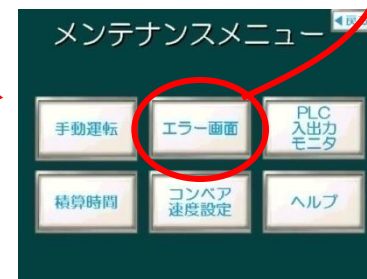 メンテナンスメニュー
手動運転
エラー画面
PLC
入出力
モニタ
積算時間
コンベア
速度設定
ヘルプ